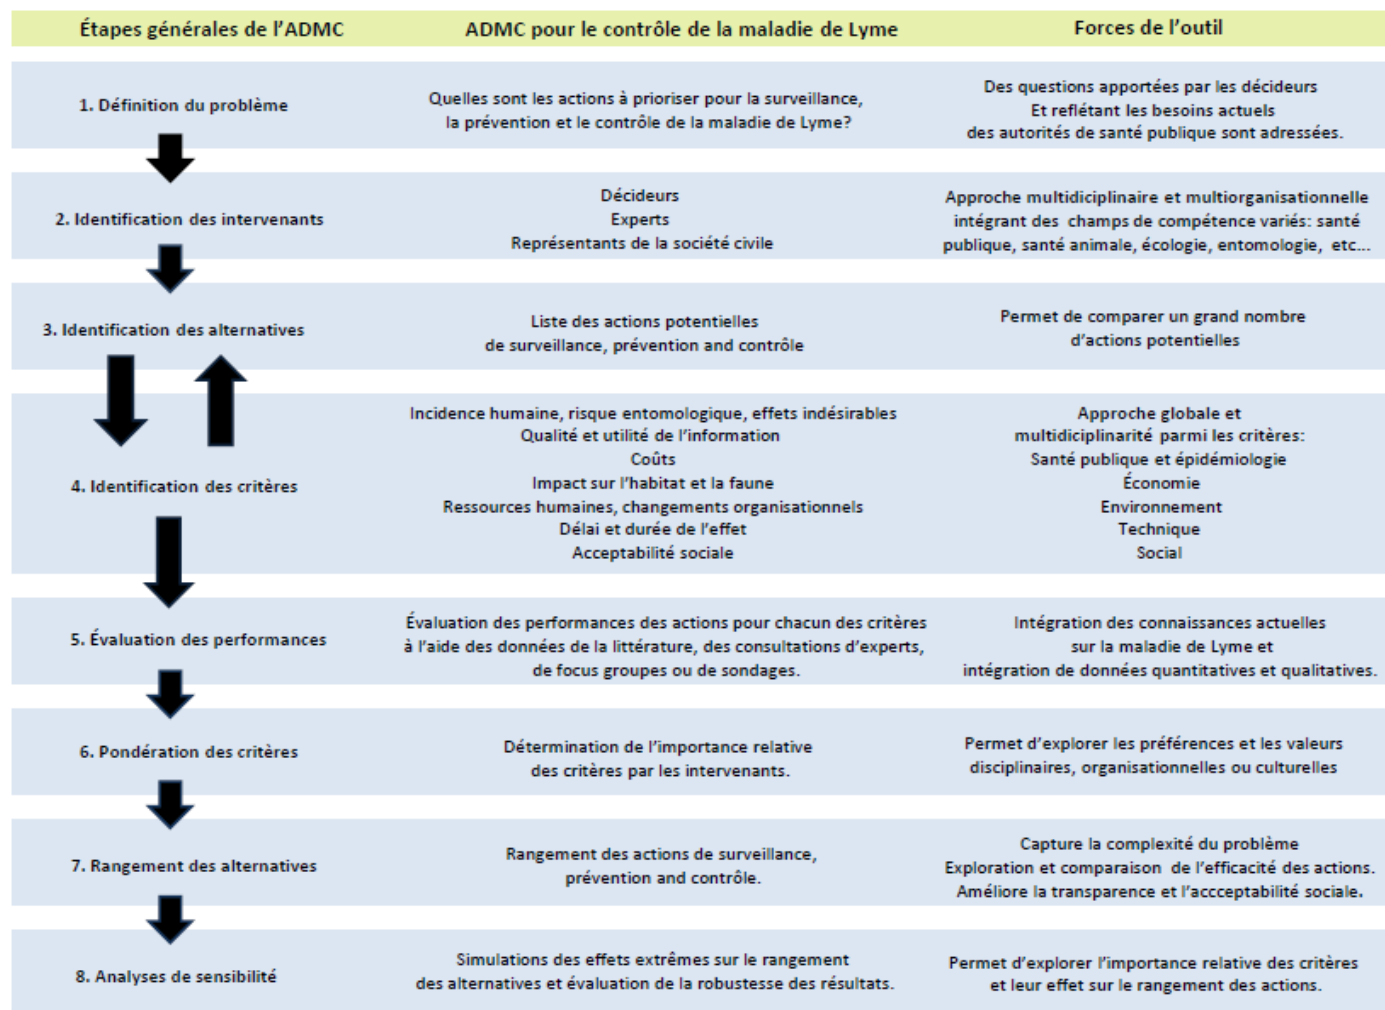 Étapes générales de l'ADMC
ADMC pour le contrôle de la maladie de Lyme
Forces de l'outil
1. Définition du problème
Quelles sont les actions à prioriser pour la surveillance,
la prévention et le contrôle de la maladie de Lyme?
Des questions apportées par les décideurs
Et reflétant les besoins actuels
des autorités de santé publique sont adressées.
2. Identification des intervenants
Décideurs
Experts
Représentants de la société civile
Approche multidiciplinaire et multiorganisationnelle
intégrant des champs de compétence variés: santé
publique, santé animale, écologie, entomologie, etc...
3. Identification des alternatives
Liste des actions potentielles
de surveillance, prévention and contrôle
Permet de comparer un grand nombre
d'actions potentielles
4. Identification des critères
Incidence humaine, risque entomologique, effets indésirables
Qualité et utilité de l'information
Coûts
Impact sur l'habitat et la faune
Ressources humaines, changements organisationnels
Délai et durée de l'effet
Acceptabilité sociale
Approche globale et
multidiciplinarité parmi les critères:
Santé publique et épidémiologie
Économie
Environnement
Technique
Social
5. Évaluation des performances
Évaluation des performances des actions pour chacun des critères
à l'aide des données de la littérature, des consultations d'experts,
de focus groupes ou de sondages.
Intégration des connaissances actuelles
sur la maladie de Lyme et
intégration de données quantitatives et qualitatives.
6. Pondération des critères
Détermination de l'importance relative
des critères par les intervenants.
Permet d'explorer les préférences et les valeurs
disciplinaires, organisationnelles ou culturelles
7. Rangement des alternatives
Rangement des actions de surveillance,
prévention and contrôle.
Capture la complexité du problème
Exploration et comparaison de l'efficacité des actions.
Améliore la transparence et l'accceptabilité sociale.
8. Analyses de sensibilité
Simulations des effets extrêmes sur le rangement
des alternatives et évaluation de la robustesse des résultats.
Permet d'explorer l'importance relative des critères
et leur effet sur le rangement des actions.